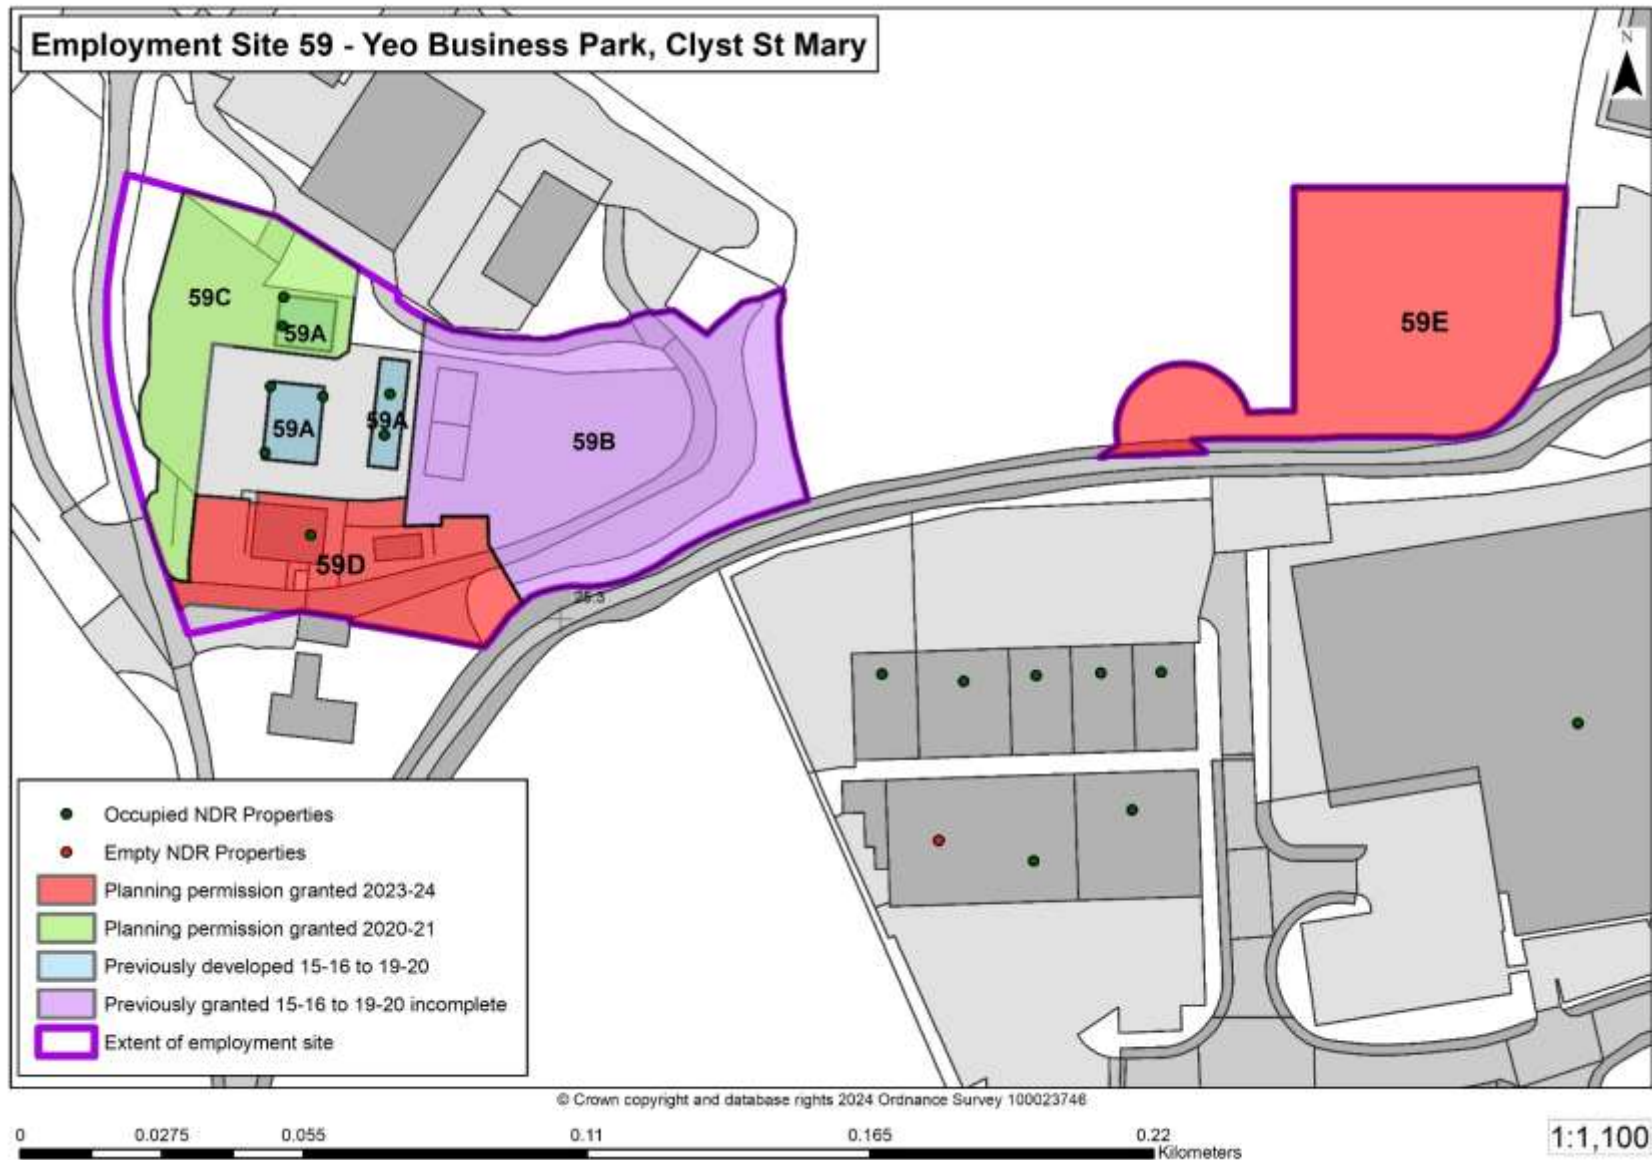 Employment Site 59 - Yeo Business Park, Clyst St Mary
N
59C
59A
59E
59A
59A
59B
59D
25.3
Occupied NDR Properties
Empty NDR Properties
Planning permission granted 2023-24
Planning permission granted 2020-21
Previously developed 15-16 to 19-20
Previously granted 15-16 to 19-20 incomplete
Extent of employment site
© Crown copyright and database rights 2024 Ordnance Survey 100023746
0 0.0275 0.055 0.11 0.165 0.22
Kilometers
1:1,100